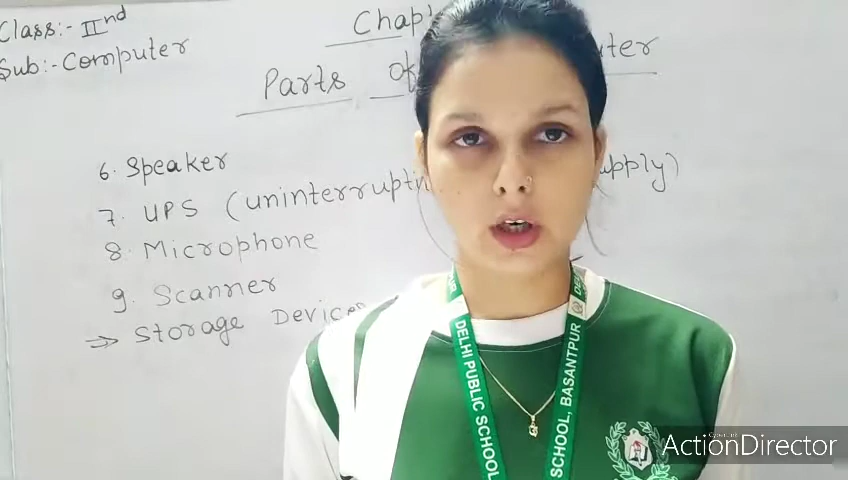 Class:- IInd
Sub:- Computer
Chap
Parts of uter
6. Speaker
7. UPS (uninterruptn upply)
8. Microphone
9. Scanner
⇒ Storage Devices
DELHI PUBLIC SCHOOL
SCHOOL, BASANTPUR
ActionDirector